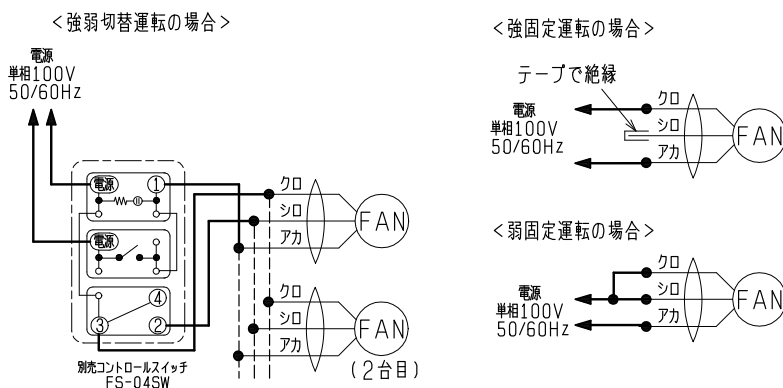 <強弱切替運転の場合>
電源
単相100V
50/60Hz
電源
①
電源
④
③
②
別売コントロールスイッチ
FS-04SW
クロ
シロ
アカ
FAN
クロ
シロ
アカ
FAN
(2台目)
<強固定運転の場合>
テープで絶縁
電源
単相100V
50/60Hz
クロ
シロ
アカ
FAN
<弱固定運転の場合>
電源
単相100V
50/60Hz
クロ
シロ
アカ
FAN